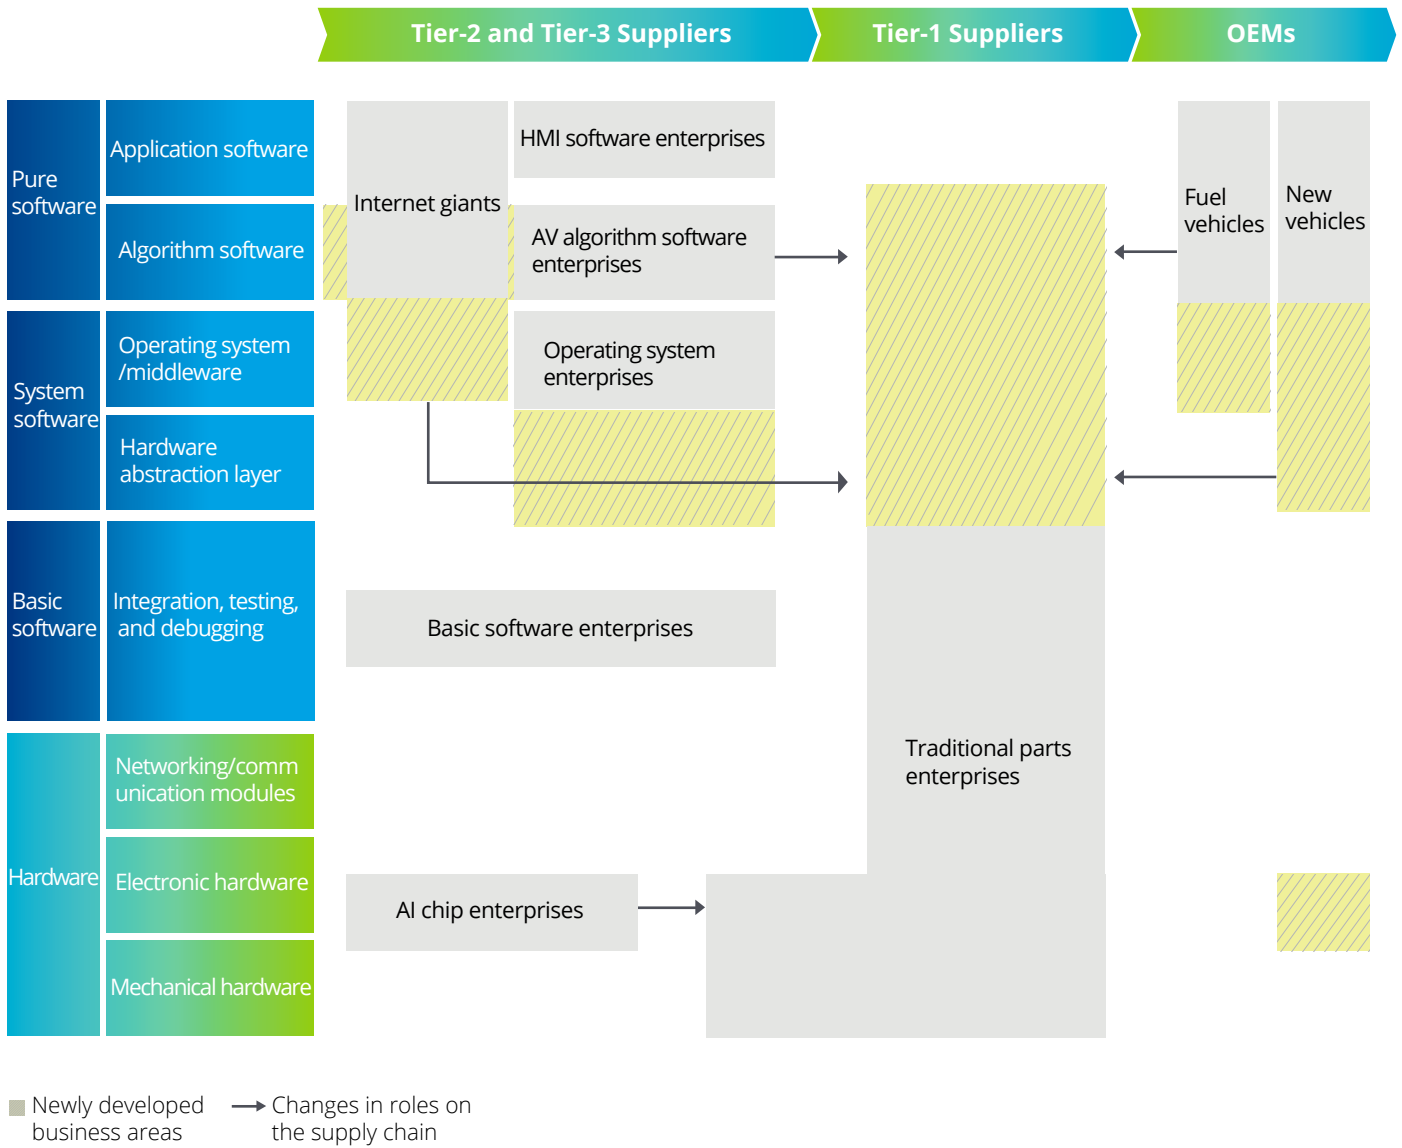 Tier-2 and Tier-3 Suppliers
Tier-1 Suppliers
OEMs
Pure
software
Application software
Algorithm software
Internet giants
HMI software enterprises
AV algorithm software
enterprises
Fuel
vehicles
New
vehicles
System
software
Operating system
/middleware
Hardware
abstraction layer
Operating system
enterprises
Basic
software
Integration, testing,
and debugging
Basic software enterprises
Traditional parts
enterprises
Hardware
Networking/comm
unication modules
Electronic hardware
Mechanical hardware
AI chip enterprises
Newly developed
business areas
Changes in roles on
the supply chain